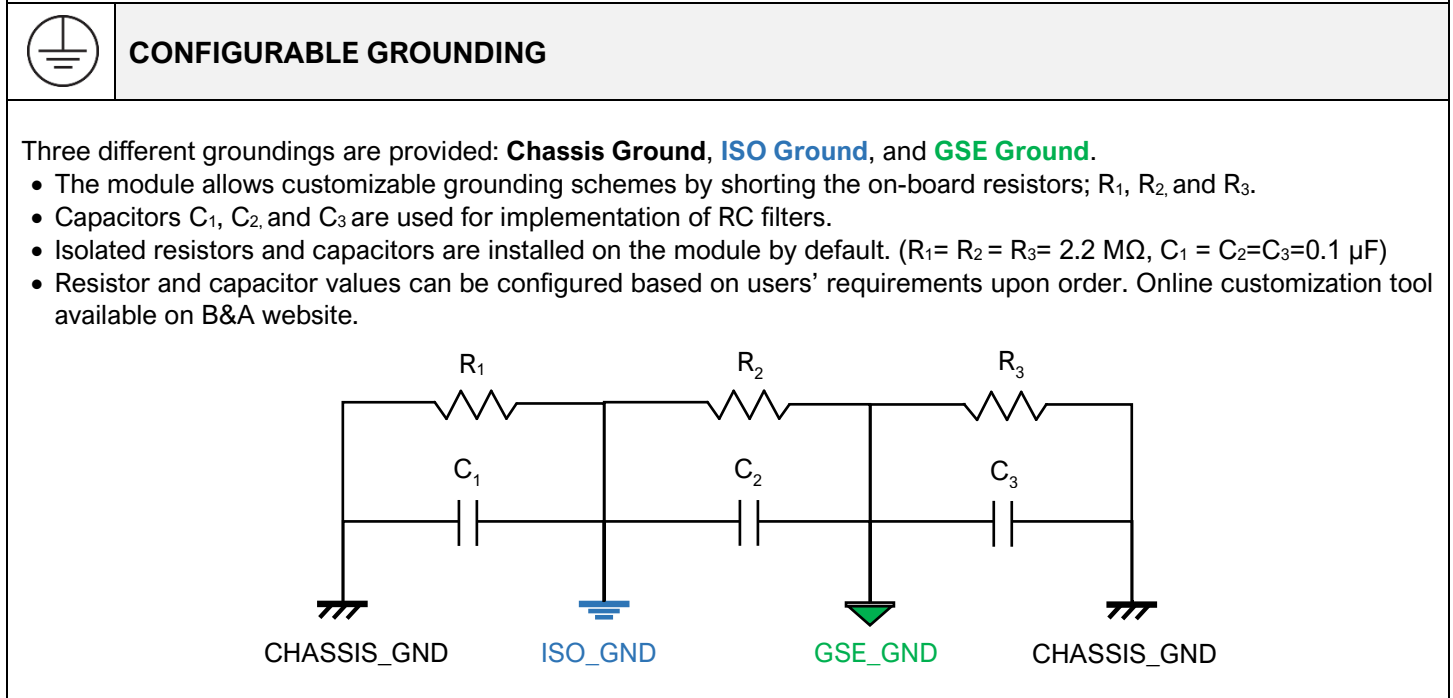 CONFIGURABLE GROUNDING
Three different groundings are provided: Chassis Ground, ISO Ground, and GSE Ground.
• The module allows customizable grounding schemes by shorting the on-board resistors; R₁, R₂, and R₃.
• Capacitors C₁, C₂, and C₃ are used for implementation of RC filters.
• Isolated resistors and capacitors are installed on the module by default. (R₁= R₂ = R₃= 2.2 MΩ, C₁ = C₂=C₃=0.1 µF)
• Resistor and capacitor values can be configured based on users’ requirements upon order. Online customization tool
available on B&A website.
R₁ R₂ R₃
C₁ C₂ C₃
CHASSIS_GND ISO_GND GSE_GND CHASSIS_GND